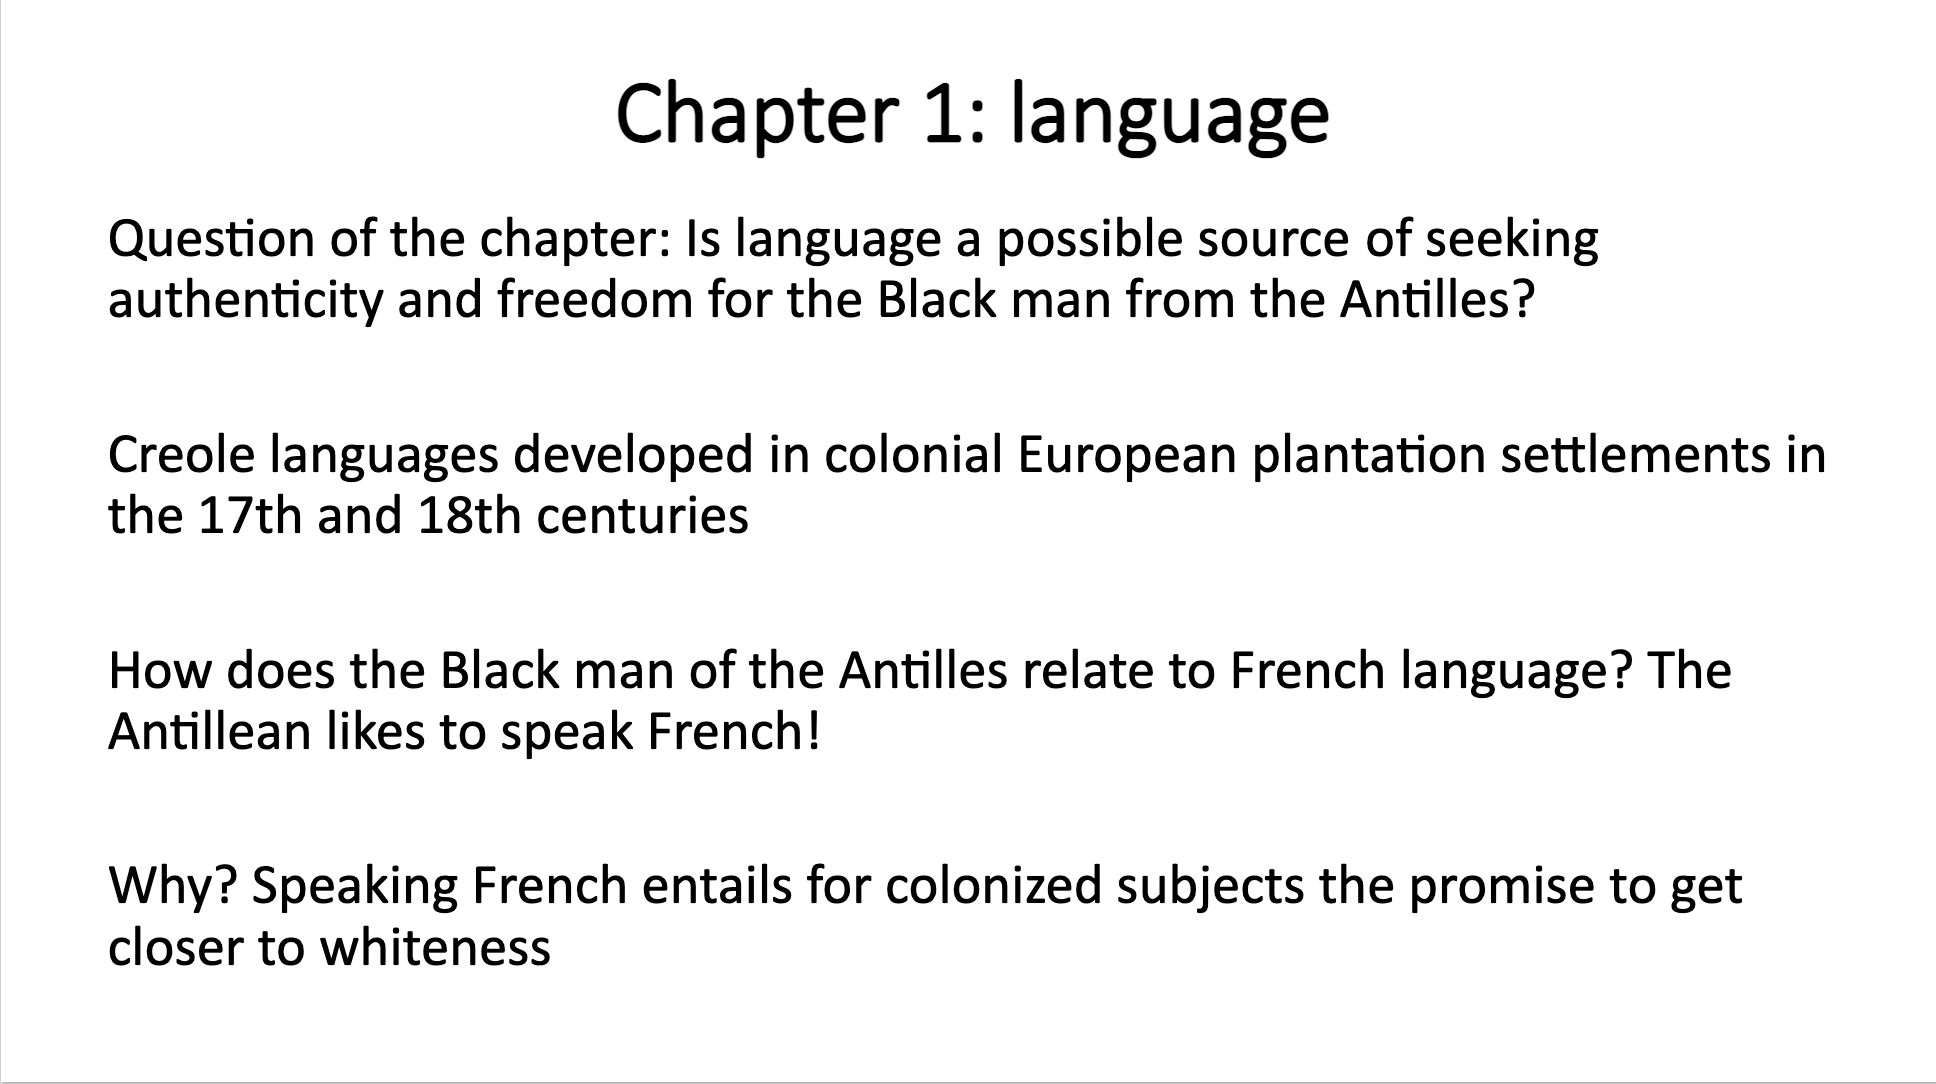 Chapter 1: language
Question of the chapter: Is language a possible source of seeking
authenticity and freedom for the Black man from the Antilles?
Creole languages developed in colonial European plantation settlements in
the 17th and 18th centuries
How does the Black man of the Antilles relate to French language? The
Antillean likes to speak French!
Why? Speaking French entails for colonized subjects the promise to get
closer to whiteness